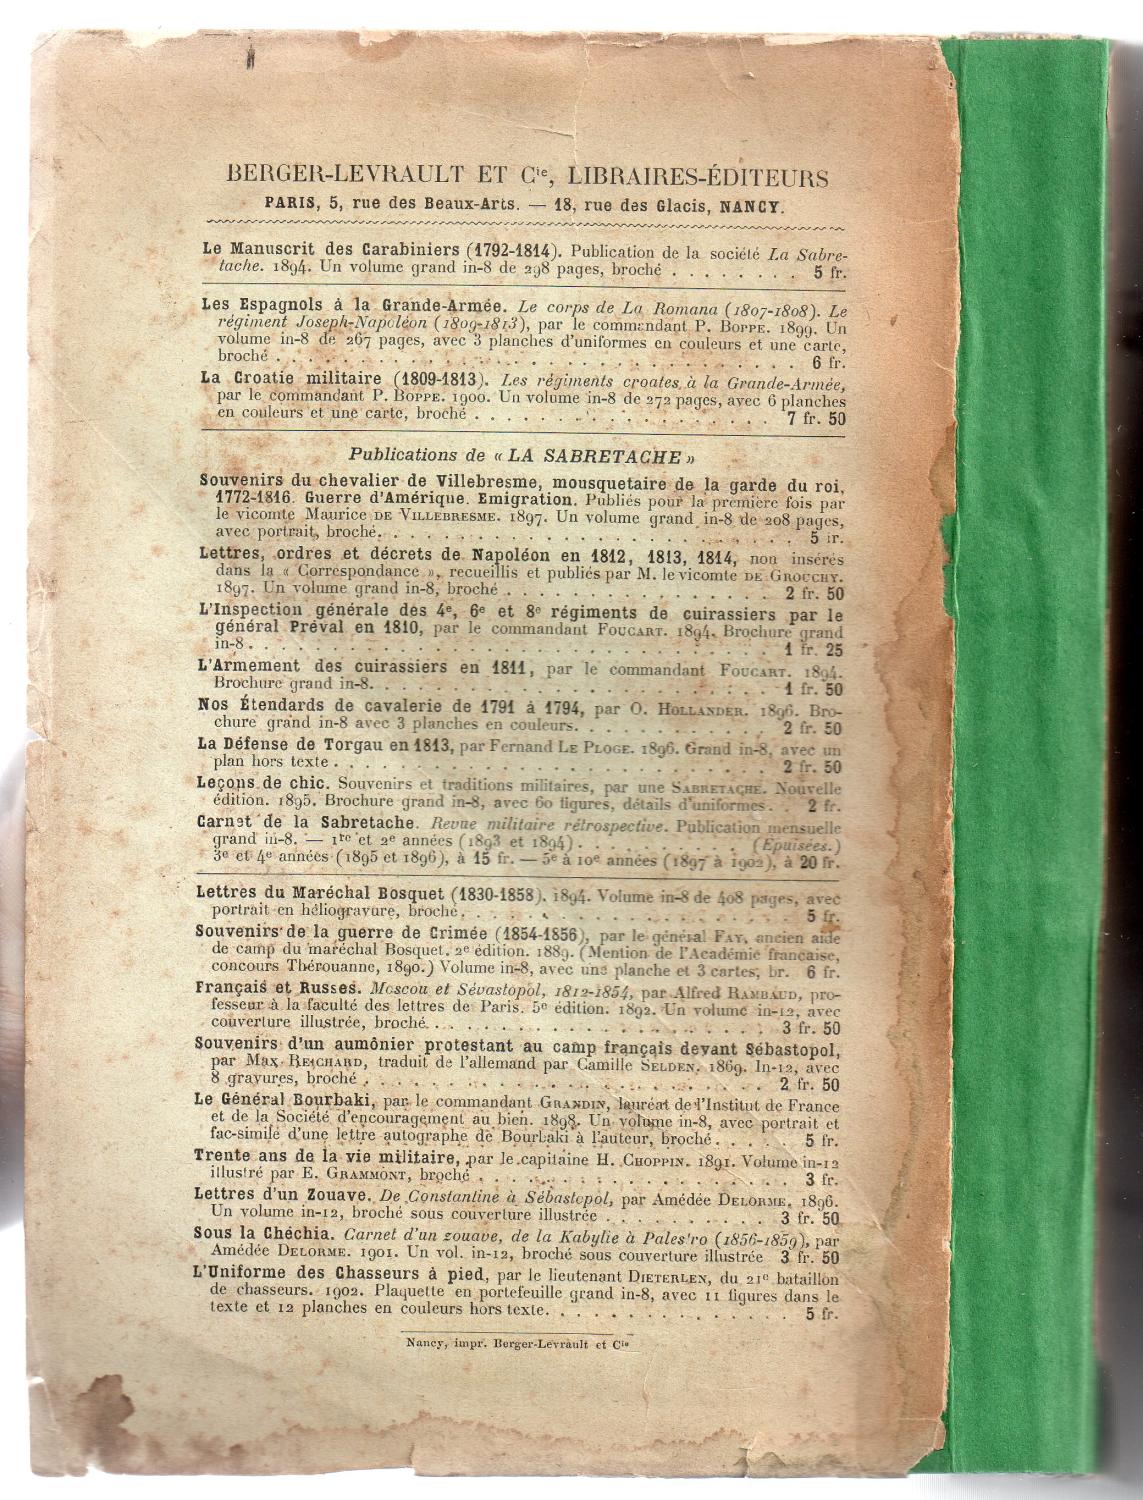 BERGER-LEVRAULT ET Cie, LIBRAIRES-ÉDITEURS
PARIS, 5, rue des Beaux-Arts. — 18, rue des Glacis, NANCY.
Le Manuscrit des Carabiniers (1792-1814). Publication de la société La Sabre-
tache. 1894. Un volume grand in-8 de 298 pages, broché . . . . . . . . 5 fr.
Les Espagnols à la Grande-Armée. Le corps de La Romana (1807-1808). Le
régiment Joseph-Napoléon (1809-1813), par le commandant P. BOPPE. 1899. Un
volume in-8 de 267 pages, avec 3 planches d'uniformes en couleurs et une carte,
broché . . . . . . . . . . . . . . . . . . . . . . . . . . . . 6 fr.
La Croatie militaire (1809-1813). Les régiments croates à la Grande-Armée,
par le commandant P. BOPPE. 1900. Un volume in-8 de 272 pages, avec 6 planches
en couleurs et une carte, broché . . . . . . . . . . . . . . . . 7 fr. 50
Publications de « LA SABRETACHE »
Souvenirs du chevalier de Villebresme, mousquetaire de la garde du roi,
1772-1816. Guerre d'Amérique. Emigration. Publiés pour la première fois par
le vicomte Maurice DE VILLEBRESME. 1897. Un volume grand in-8 de 208 pages,
avec portrait, broché. . . . . . . . . . . . . . . . . . . . . . 5 fr.
Lettres, ordres et décrets de Napoléon en 1812, 1813, 1814, non insérés
dans la « Correspondance », recueillis et publiés par M. le vicomte DE GROUCHY.
1897. Un volume grand in-8, broché . . . . . . . . . . . . . . . 2 fr. 50
L'Inspection générale des 4e, 6e et 8e régiments de cuirassiers par le
général Préval en 1810, par le commandant FOUCART. 1894. Brochure grand
in-8 . . . . . . . . . . . . . . . . . . . . . . . . . . . . 1 fr. 25
L'Armement des cuirassiers en 1811, par le commandant FOUCART. 1894.
Brochure grand in-8. . . . . . . . . . . . . . . . . . . . . . 1 fr. 50
Nos Étendards de cavalerie de 1791 à 1794, par O. HOLLANDER. 1896. Bro-
chure grand in-8 avec 3 planches en couleurs. . . . . . . . . . . 2 fr. 50
La Défense de Torgau en 1813, par Fernand LE PLOGE. 1896. Grand in-8, avec un
plan hors texte . . . . . . . . . . . . . . . . . . . . . . . . 2 fr. 50
Leçons de chic. Souvenirs et traditions militaires, par une SABRETACHE. Nouvelle
édition. 1895. Brochure grand in-8, avec 60 figures, détails d'uniformes. . 2 fr.
Carnet de la Sabretache. Revue militaire rétrospective. Publication mensuelle
grand in-8. — 1re et 2e années (1893 et 1894) . . . . . . . . . . (Épuisées.)
3e et 4e années (1895 et 1896), à 15 fr. — 5e à 10e années (1897 à 1902), à 20 fr.
Lettres du Maréchal Bosquet (1830-1858). 1894. Volume in-8 de 408 pages, avec
portrait en héliogravure, broché. . . . . . . . . . . . . . . . . 5 fr.
Souvenirs de la guerre de Crimée (1854-1856), par le général FAY, ancien aide
de camp du maréchal Bosquet. 2e édition. 1889. (Mention de l'Académie française,
concours Thérouanne, 1890.) Volume in-8, avec une planche et 3 cartes, br. 6 fr.
Français et Russes. Moscou et Sévastopol, 1812-1854, par Alfred RAMBAUD, pro-
fesseur à la faculté des lettres de Paris. 5e édition. 1892. Un volume in-12, avec
couverture illustrée, broché. . . . . . . . . . . . . . . . . . . 3 fr. 50
Souvenirs d'un aumônier protestant au camp français devant Sébastopol,
par Max REICHARD, traduit de l'allemand par Camille SELDEN. 1869. In-12, avec
8 gravures, broché . . . . . . . . . . . . . . . . . . . . . . 2 fr. 50
Le Général Bourbaki, par le commandant GRANDIN, lauréat de l'Institut de France
et de la Société d'encouragement au bien. 1898. Un volume in-8, avec portrait et
fac-similé d'une lettre autographe de Bourbaki à l'auteur, broché. . . . . 5 fr.
Trente ans de la vie militaire, par le capitaine H. CHOPPIN. 1891. Volume in-12
illustré par E. GRAMMONT, broché . . . . . . . . . . . . . . . . 3 fr.
Lettres d'un Zouave. De Constantine à Sébastopol, par Amédée DELORME. 1896.
Un volume in-12, broché sous couverture illustrée . . . . . . . . . 3 fr. 50
Sous la Chéchia. Carnet d'un zouave, de la Kabylie à Palestro (1856-1859), par
Amédée DELORME. 1901. Un vol. in-12, broché sous couverture illustrée 3 fr. 50
L'Uniforme des Chasseurs à pied, par le lieutenant DIETERLEN, du 21e bataillon
de chasseurs. 1902. Plaquette en portefeuille grand in-8, avec 11 figures dans le
texte et 12 planches en couleurs hors texte. . . . . . . . . . . . . 5 fr.
Nancy, impr. Berger-Levrault et Cie